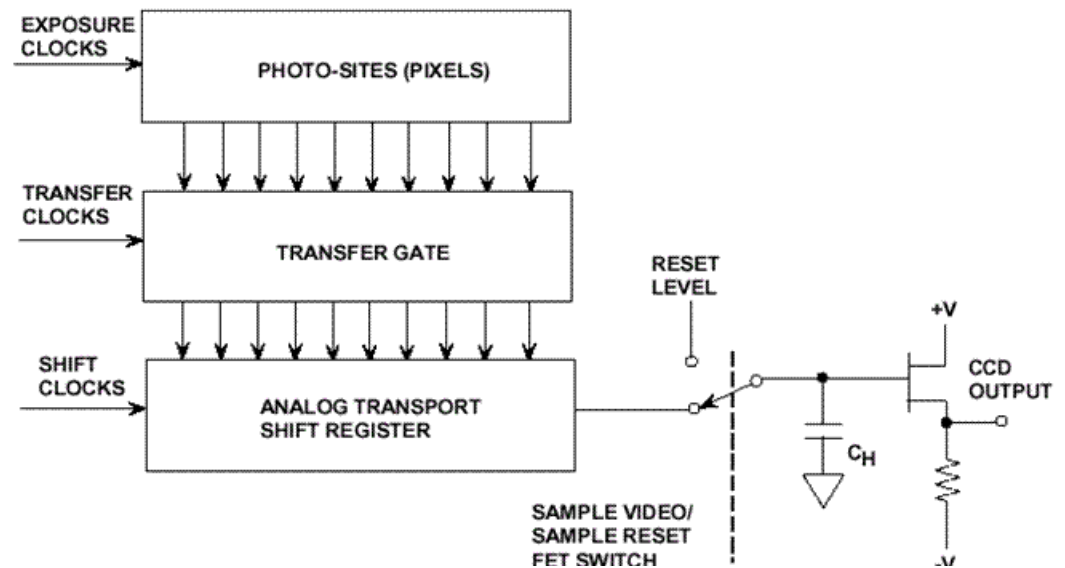 EXPOSURE
CLOCKS
PHOTO-SITES (PIXELS)
TRANSFER
CLOCKS
TRANSFER GATE
RESET
LEVEL
+V
SHIFT
CLOCKS
CCD
OUTPUT
ANALOG TRANSPORT
SHIFT REGISTER
CH
SAMPLE VIDEO/
SAMPLE RESET
FET SWITCH
-V